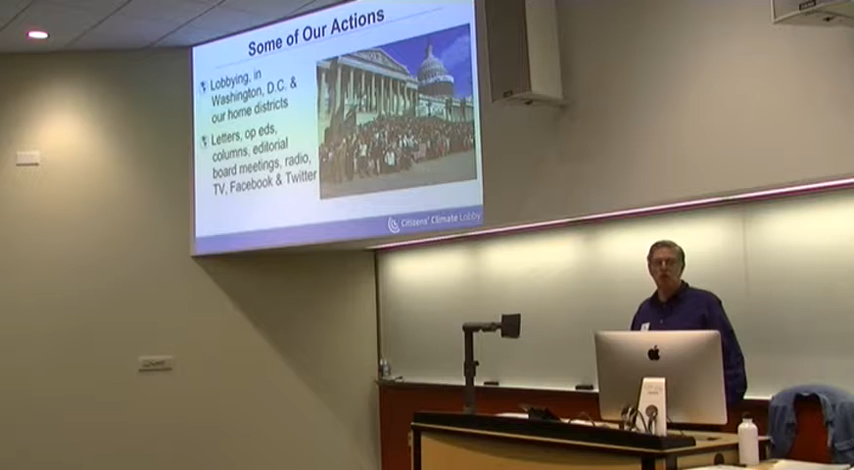 Some of Our Actions
Lobbying, in
Washington, D.C. &
our home districts
Letters, op eds,
columns, editorial
board meetings, radio,
TV, Facebook & Twitter
Citizens' Climate Lobby